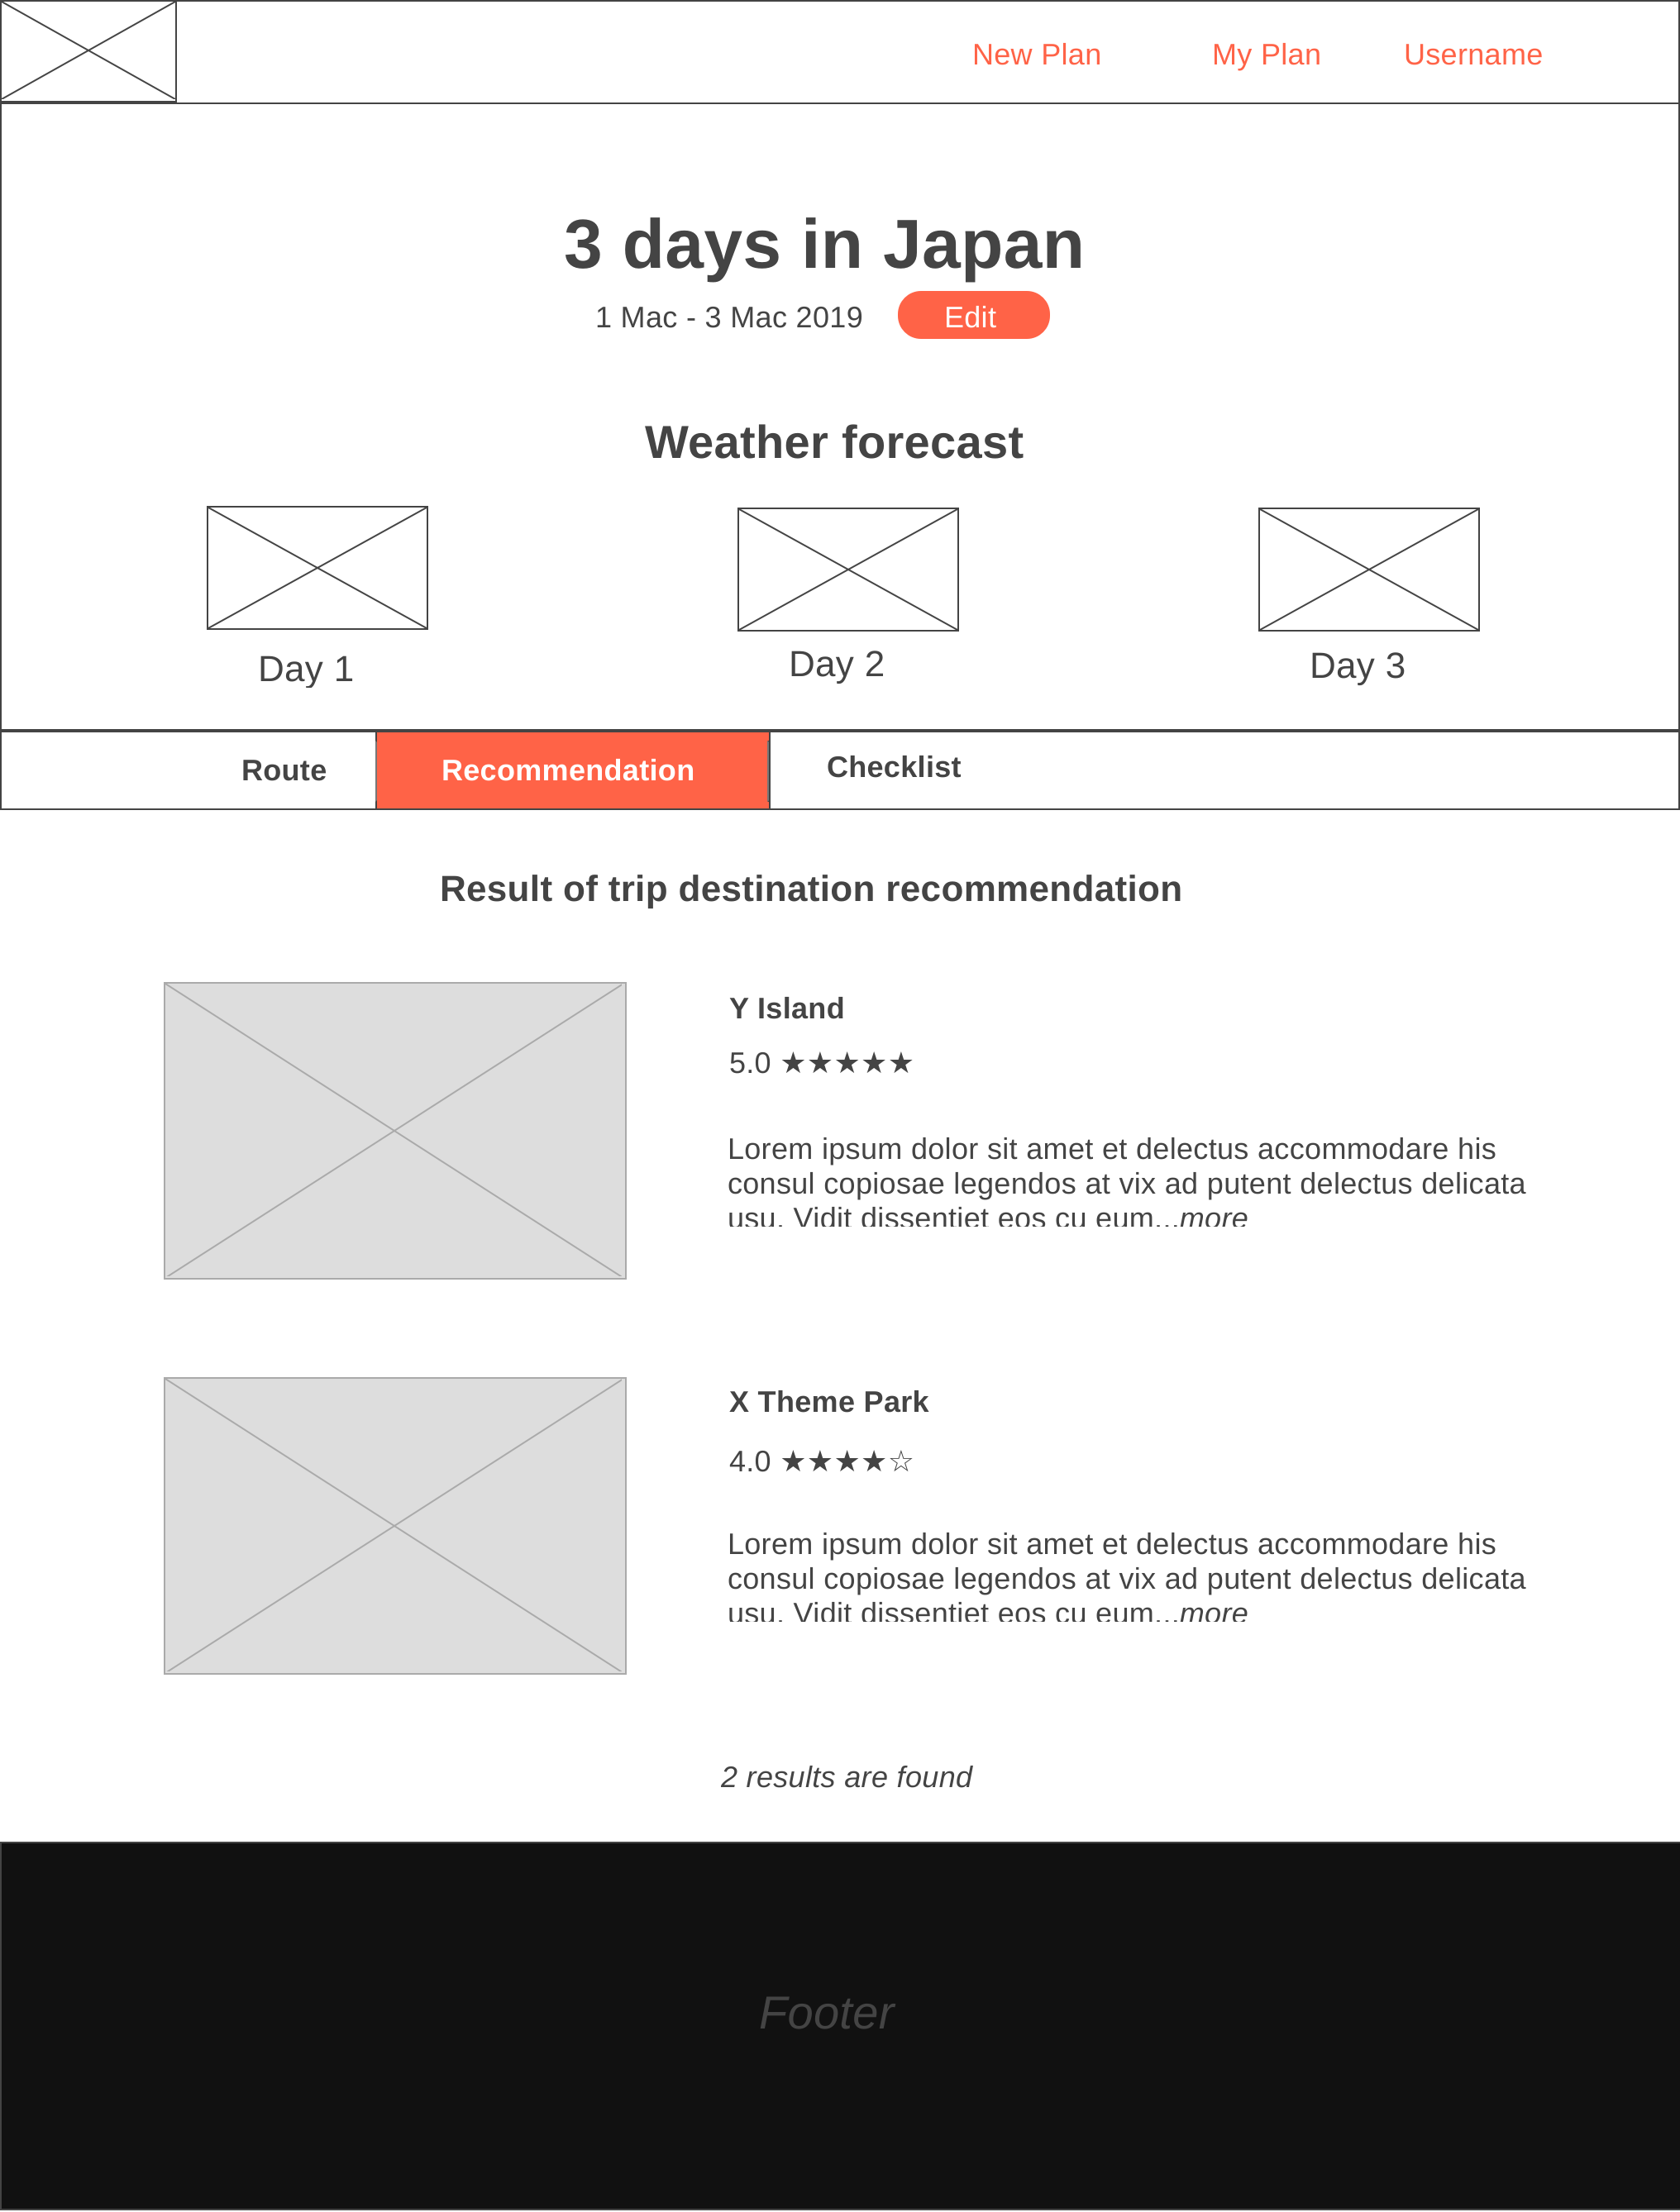 New Plan My Plan Username
3 days in Japan
1 Mac - 3 Mac 2019 Edit
Weather forecast
Day 1 Day 2 Day 3
Route Recommendation Checklist
Result of trip destination recommendation
Y Island
5.0 ★★★★★
Lorem ipsum dolor sit amet et delectus accommodare his
consul copiosae legendos at vix ad putent delectus delicata
usu. Vidit dissentiet eos cu eum...more
X Theme Park
4.0 ★★★★☆
Lorem ipsum dolor sit amet et delectus accommodare his
consul copiosae legendos at vix ad putent delectus delicata
usu. Vidit dissentiet eos cu eum...more
2 results are found
Footer